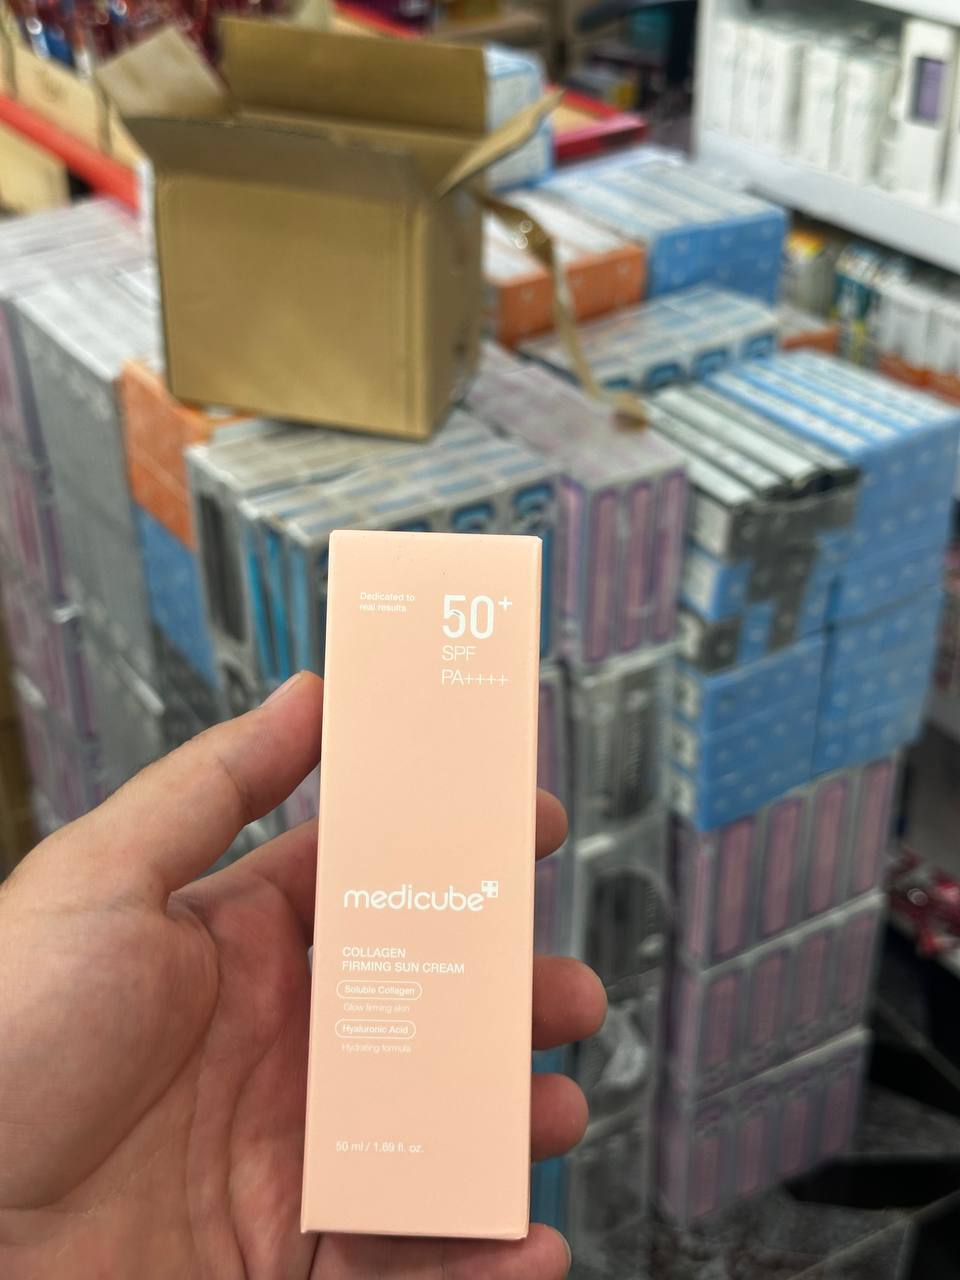 Dedicated to
real results
50+
SPF
PA++++
medicube
COLLAGEN
FIRMING SUN CREAM
Soluble Collagen
Glow firming skin
Hyaluronic Acid
Hydrating formula
50 ml / 1.69 fl. oz.